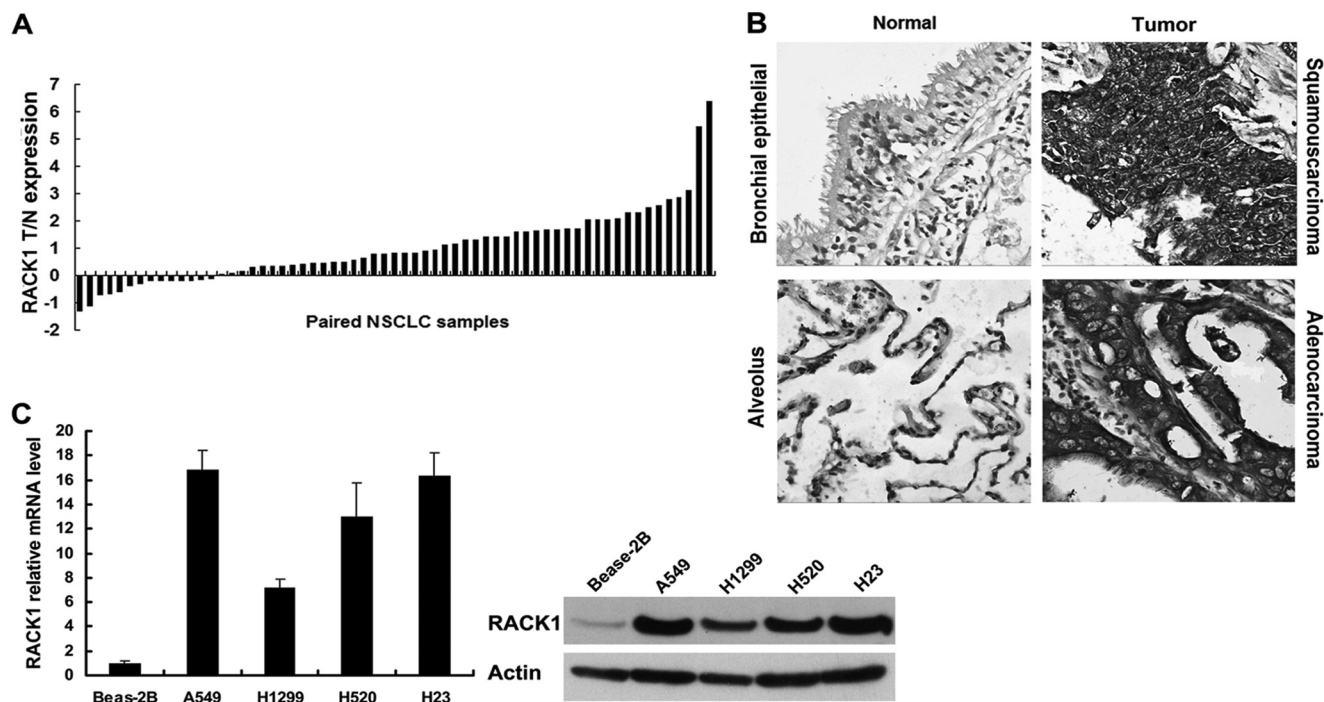 A
RACK1 T/N expression
7
6
5
4
3
2
1
0
-1
-2
Paired NSCLC samples
B
Normal
Tumor
Bronchial epithelial
Squamouscarcinoma
Alveolus
Adenocarcinoma
C
RACK1 relative mRNA level
20
18
16
14
12
10
8
6
4
2
0
Beas-2B A549 H1299 H520 H23
Bease-2B A549 H1299 H520 H23
RACK1
Actin